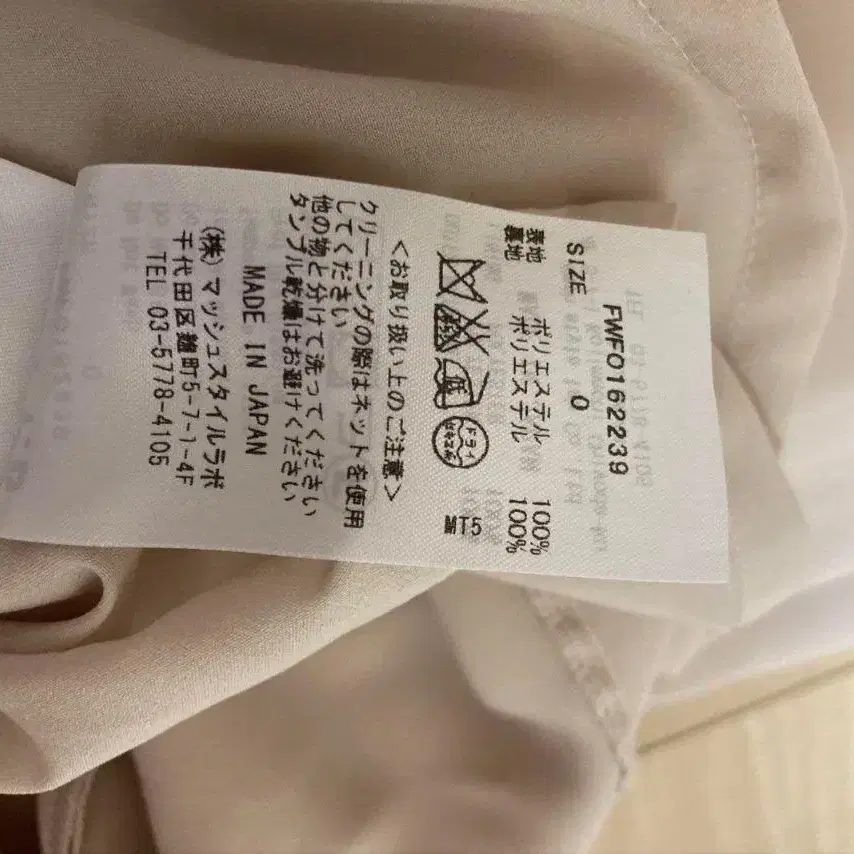 FWFO162239
SIZE 0
表地 ポリエステル 100%
裏地 ポリエステル 100%
T5
ドライ
セキユ系
<お取り扱い上のご注意>
クリーニングの際はネットを使用
してください
他の物と分けて洗ってください
タンブル乾燥はお避けください
MADE IN JAPAN
(株)マッシュスタイルラボ
千代田区麹町5-7-1-4F
TEL 03-5778-4105